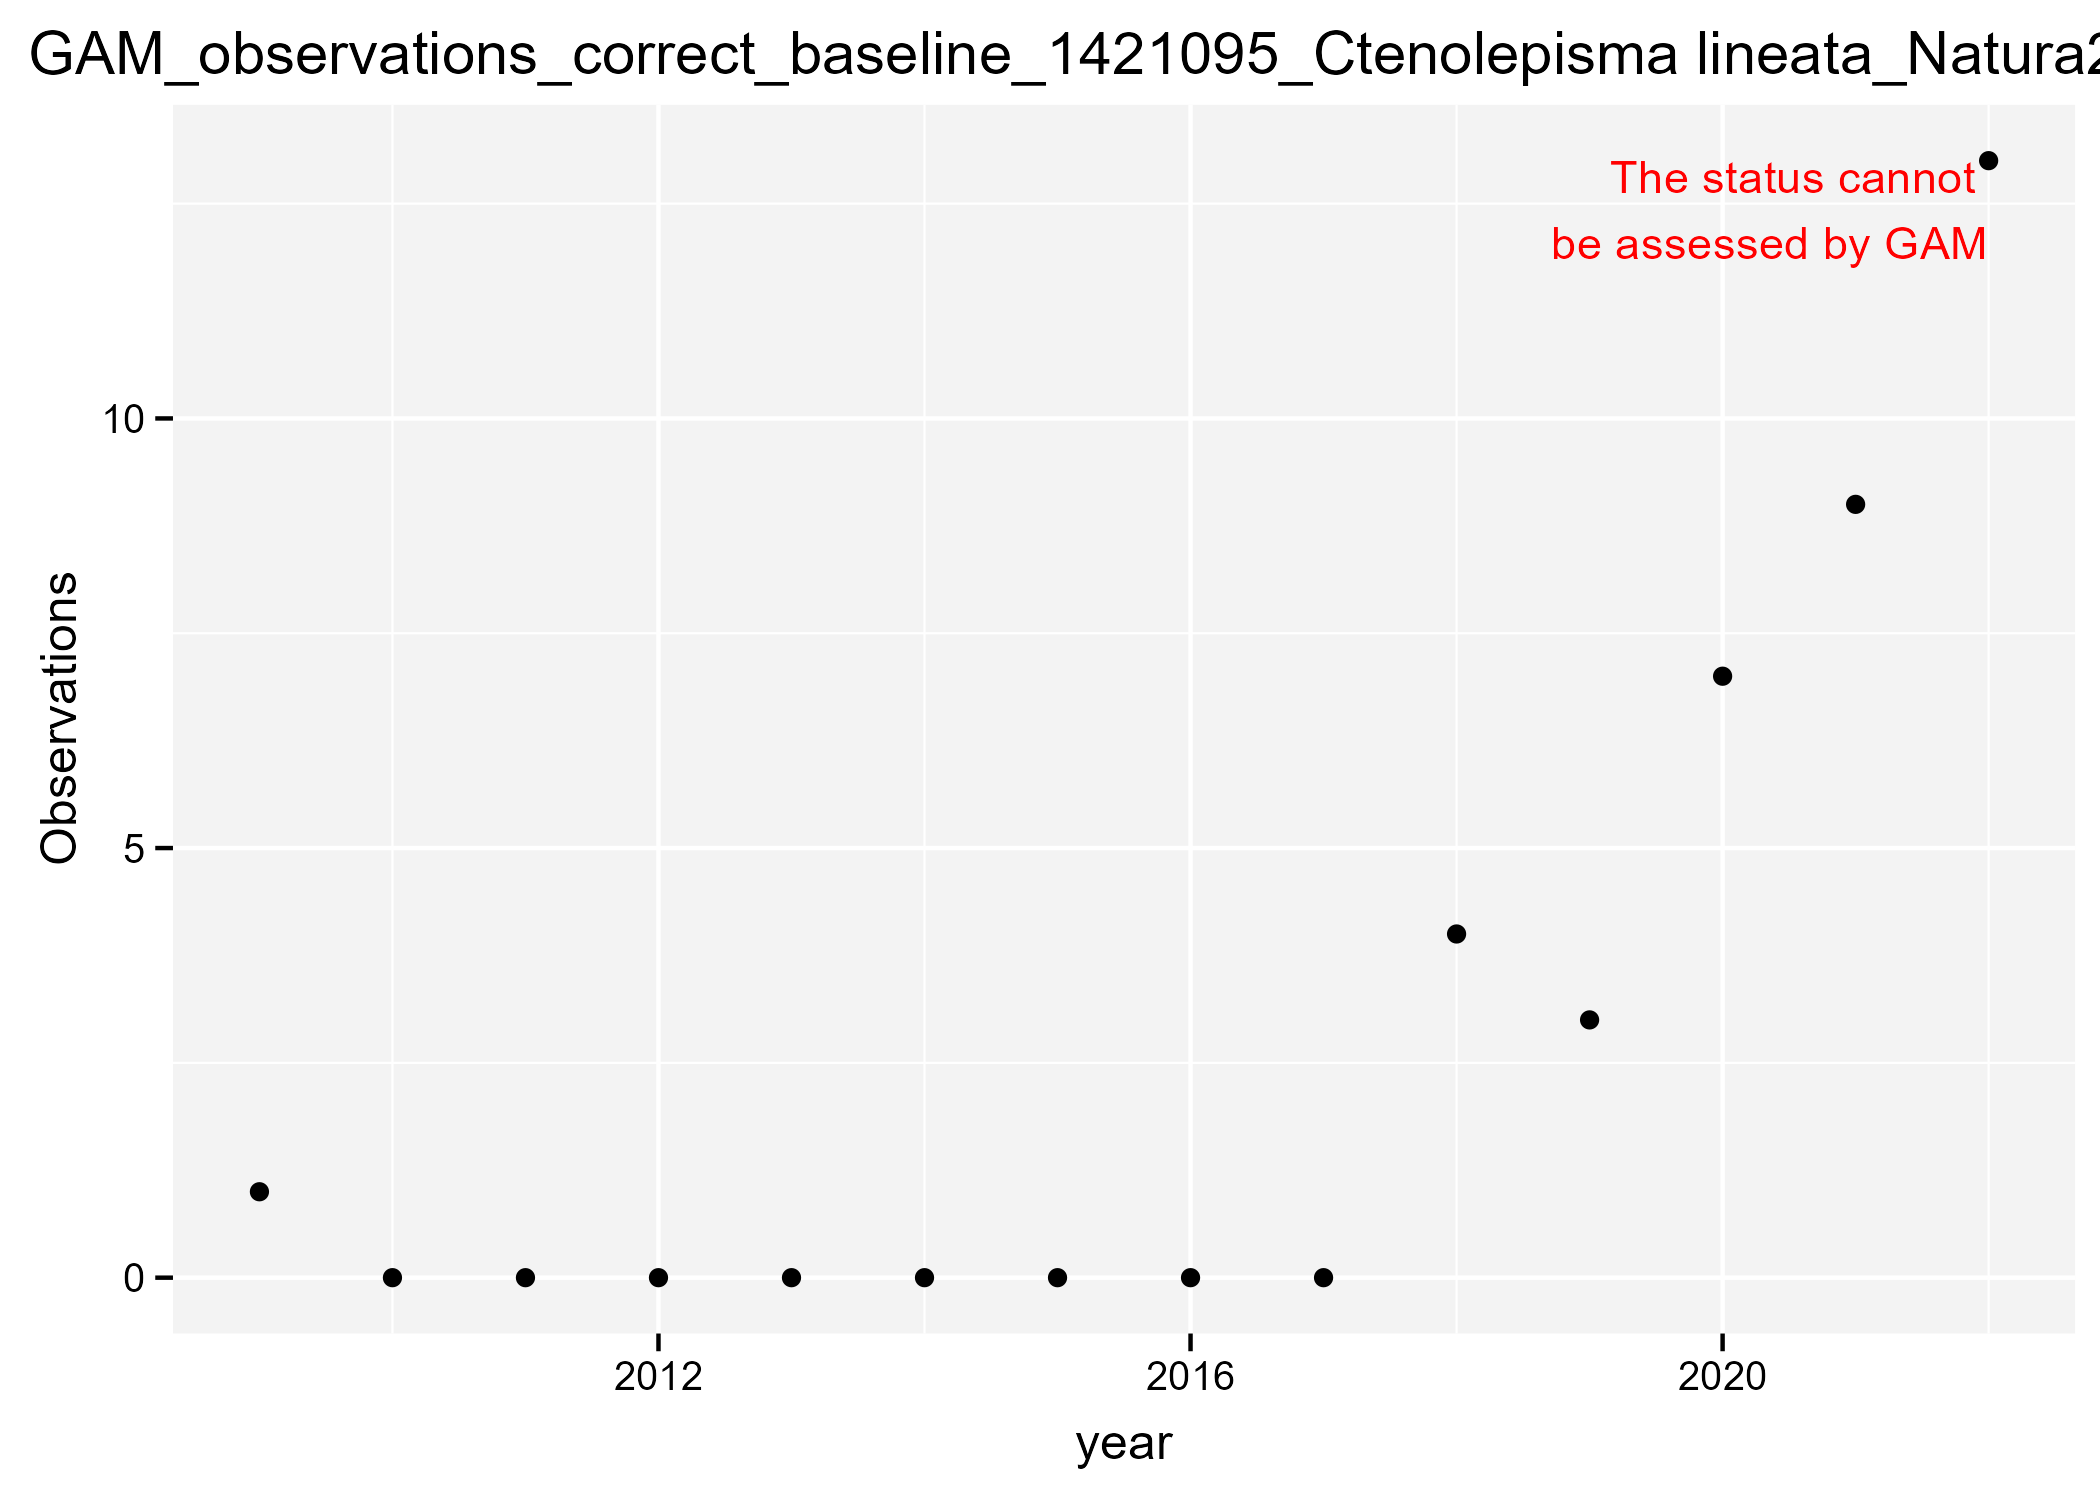 GAM_observations_correct_baseline_1421095_Ctenolepisma lineata_Natura2
The status cannot
be assessed by GAM
Observations
10
5
0
2012
2016
2020
year